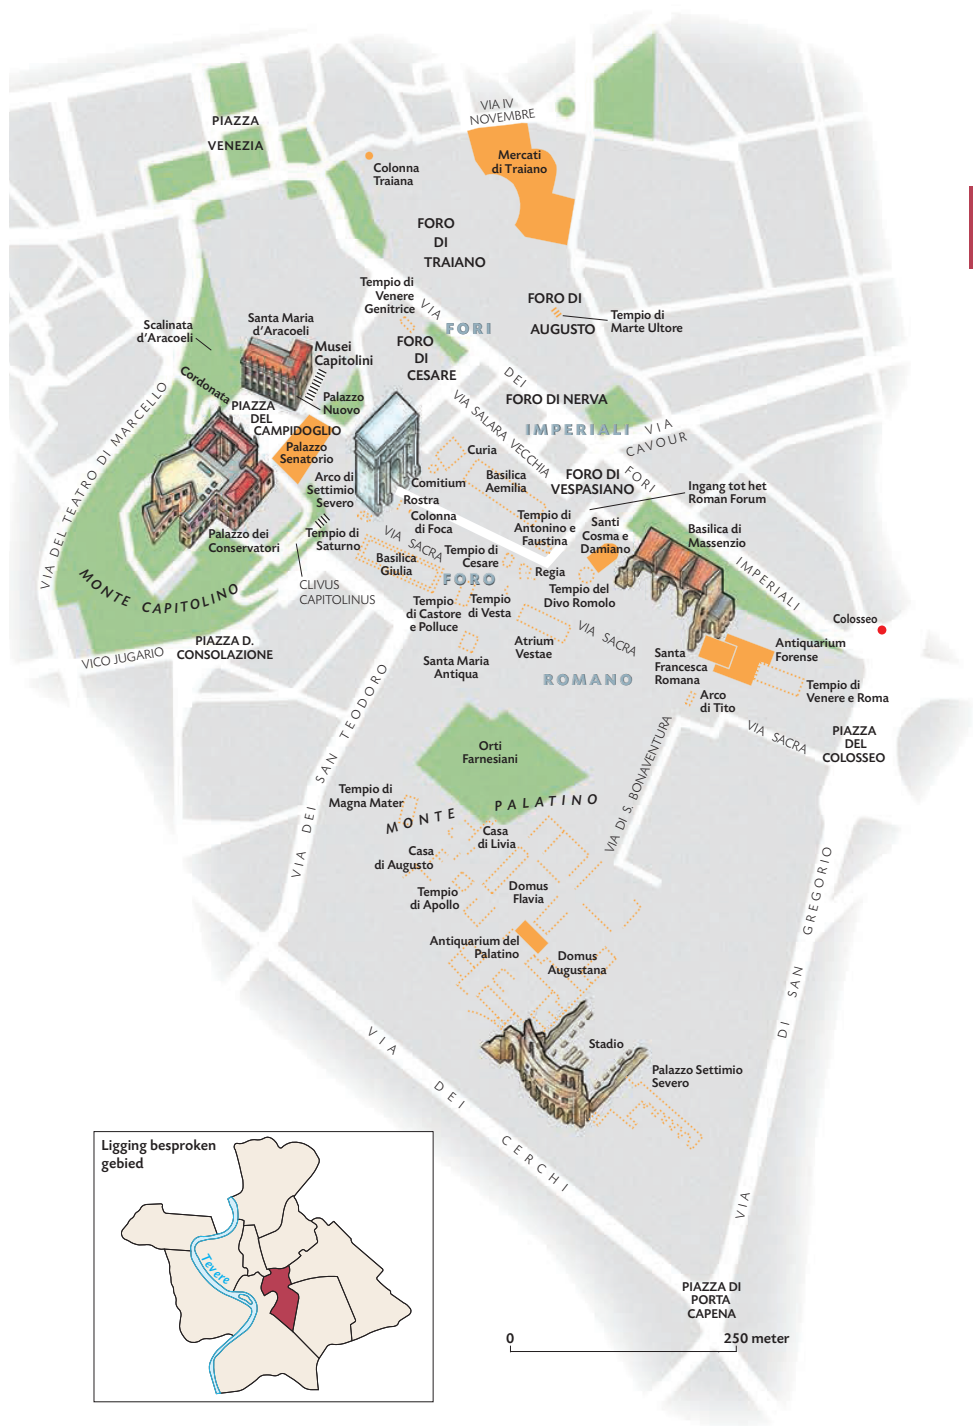 VIA IV
NOVEMBRE
PIAZZA
VENEZIA
Mercati
di Traiano
Colonna
Traiana
FORO
DI
TRAIANO
Tempio di
Venere
Genitrice
VIA
FORI
FORO DI
AUGUSTO
Tempio di
Marte Ultore
Scalinata
d'Aracoeli
Santa Maria
d'Aracoeli
Musei
Capitolini
FORO
DI
CESARE
DEI
Cordonata
Palazzo
Nuovo
PIAZZA
DEL
CAMPIDOGLIO
FORO DI NERVA
IMPERIALI
VIA
CAVOUR
VIA SALARA VECCHIA
Palazzo
Senatorio
Curia
Comitium
Basilica
Aemilia
FORO DI
VESPASIANO
FORI
Ingang tot het
Roman Forum
Arco di
Settimio
Severo
Rostra
Colonna
di Foca
Tempio di
Antonino e
Faustina
Santi
Cosma e
Damiano
Basilica di
Massenzio
VIA DEL TEATRO DI MARCELLO
Palazzo dei
Conservatori
Tempio di
Saturno
VIA SACRA
Basilica
Giulia
Tempio di
Cesare
FORO
Regia
Tempio del
Divo Romolo
IMPERIALI
MONTE CAPITOLINO
CLIVUS
CAPITOLINUS
Tempio
di Castore
e Polluce
Tempio
di Vesta
Atrium
Vestae
VIA SACRA
Colosseo
PIAZZA D.
CONSOLAZIONE
VICO JUGARIO
Santa Maria
Antiqua
ROMANO
Santa
Francesca
Romana
Antiquarium
Forense
Tempio di
Venere e Roma
Arco
di Tito
VIA SACRA
PIAZZA
DEL
COLOSSEO
VIA DEI SAN TEODORO
Orti
Farnesiani
VIA DI S. BONAVENTURA
Tempio di
Magna Mater
MONTE PALATINO
Casa
di Livia
Casa
di Augusto
Tempio
di Apollo
Domus
Flavia
Antiquarium del
Palatino
Domus
Augustana
VIA DI SAN GREGORIO
Stadio
Palazzo Settimio
Severo
VIA DEI CERCHI
PIAZZA DI
PORTA
CAPENA
0 250 meter
Ligging besproken
gebied
Tevere